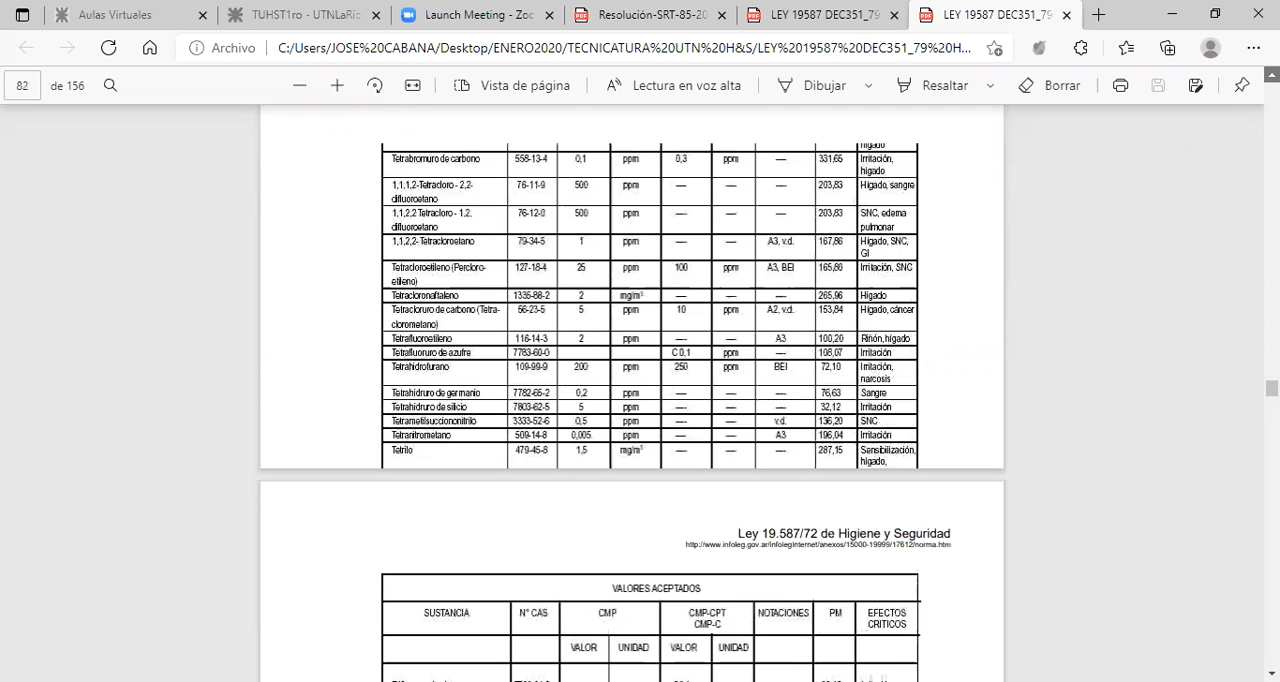 Aulas Virtuales
TUHST1ro - UTNLaRio
Launch Meeting - Zoo
Resolución-SRT-85-20
LEY 19587 DEC351_79
LEY 19587 DEC351_79
Archivo
C:/Users/JOSE%20CABANA/Desktop/ENERO2020/TECNICATURA%20UTN%20H&S/LEY%2019587%20DEC351_79%20H...
82 de 156
Vista de página
Lectura en voz alta
Dibujar
Resaltar
Borrar
hígado
Tetrabromuro de carbono 558-13-4 0,1 ppm 0,3 ppm — 331,65 Irritación,
hígado
1,1,1,2-Tetracloro - 2,2- 76-11-9 500 ppm — — — 203,83 Hígado, sangre
difluoroetano
1,1,2,2 Tetracloro - 1,2, 76-12-0 500 ppm — — — 203,83 SNC, edema
difluoroetano pulmonar
1,1,2,2- Tetracloroetano 79-34-5 1 ppm — — A3, v.d. 167,86 Hígado, SNC,
GI
Tetracloroetileno (Percloro- 127-18-4 25 ppm 100 ppm A3, BEI 165,80 Irritación, SNC
etileno)
Tetracloronaftaleno 1335-88-2 2 mg/m³ — — — 265,96 Hígado
Tetracloruro de carbono (Tetra- 56-23-5 5 ppm 10 ppm A2, v.d. 153,84 Hígado, cáncer
clorometano)
Tetrafluoroetileno 116-14-3 2 ppm — — A3 100,20 Riñón, hígado
Tetrafluoruro de azufre 7783-60-0 C 0,1 ppm — 108,07 Irritación
Tetrahidrofurano 109-99-9 200 ppm 250 ppm BEI 72,10 Irritación,
narcosis
Tetrahidruro de germanio 7782-65-2 0,2 ppm — — — 76,63 Sangre
Tetrahidruro de silicio 7803-62-5 5 ppm — — — 32,12 Irritación
Tetrametilsuccinonitrilo 3333-52-6 0,5 ppm — — v.d. 136,20 SNC
Tetranitrometano 509-14-8 0,005 ppm — — A3 196,04 Irritación
Tetrilo 479-45-8 1,5 mg/m³ — — — 287,15 Sensibilización,
hígado,
Ley 19.587/72 de Higiene y Seguridad
http://www.infoleg.gov.ar/infolegInternet/anexos/15000-19999/17612/norma.htm
VALORES ACEPTADOS
SUSTANCIA N° CAS CMP CMP-CPT NOTACIONES PM EFECTOS
CMP-C CRITICOS
VALOR UNIDAD VALOR UNIDAD